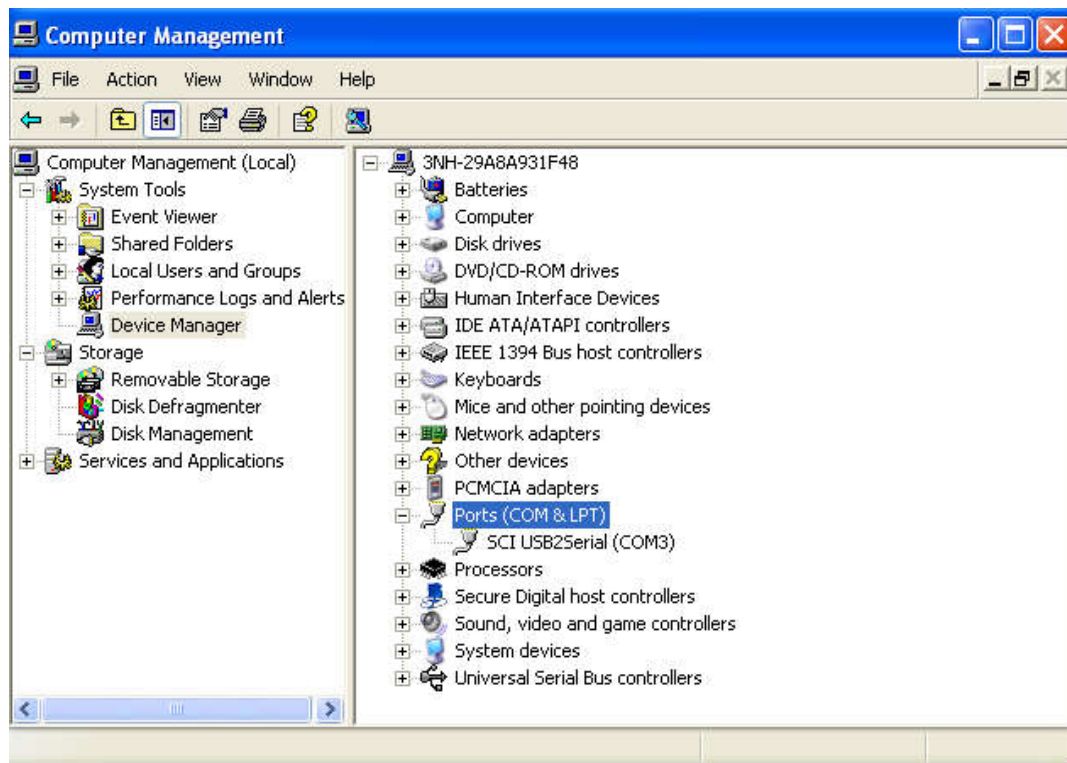 Computer Management
File Action View Window Help
Computer Management (Local)
System Tools
Event Viewer
Shared Folders
Local Users and Groups
Performance Logs and Alerts
Device Manager
Storage
Removable Storage
Disk Defragmenter
Disk Management
Services and Applications
3NH-29A8A931F48
Batteries
Computer
Disk drives
DVD/CD-ROM drives
Human Interface Devices
IDE ATA/ATAPI controllers
IEEE 1394 Bus host controllers
Keyboards
Mice and other pointing devices
Network adapters
Other devices
PCMCIA adapters
Ports (COM & LPT)
SCI USB2Serial (COM3)
Processors
Secure Digital host controllers
Sound, video and game controllers
System devices
Universal Serial Bus controllers